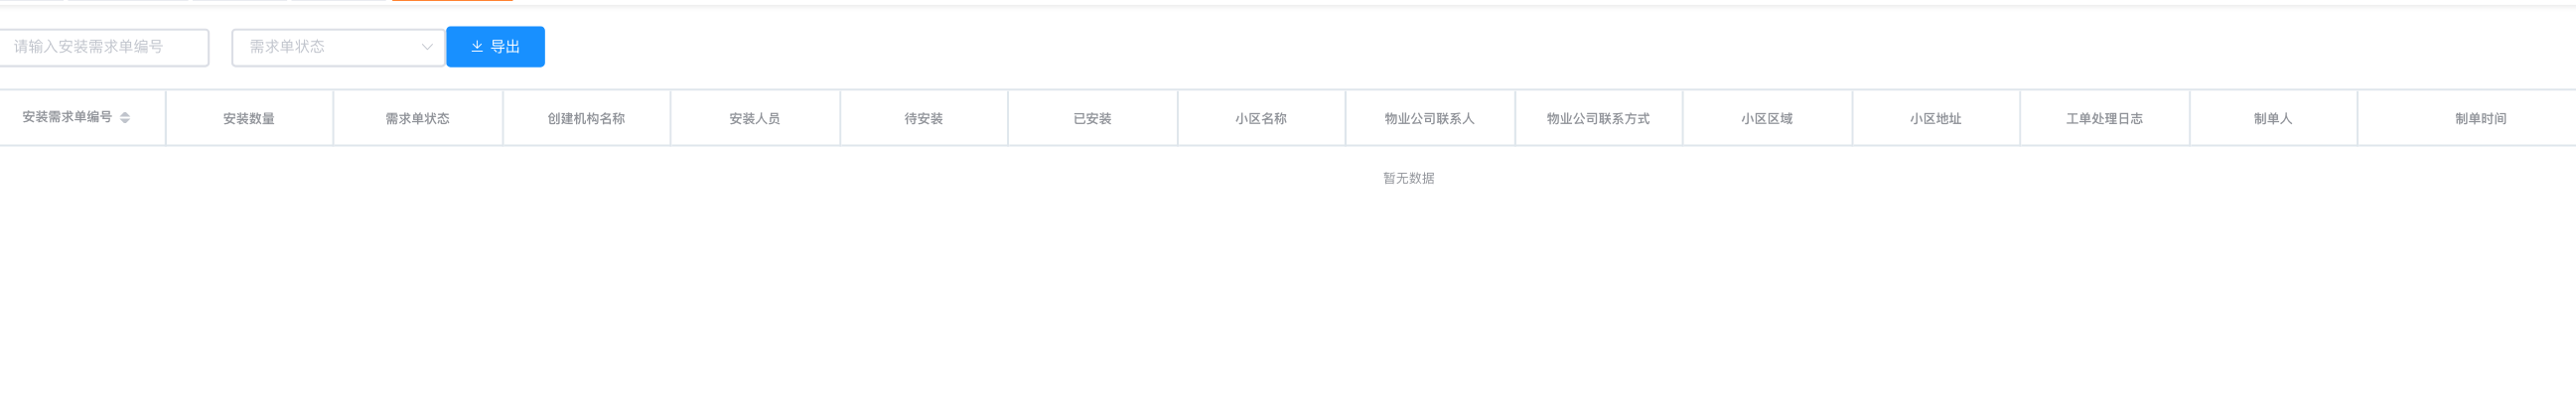 请输入安装需求单编号 需求单状态 导出
安装需求单编号 安装数量 需求单状态 创建机构名称 安装人员 待安装 已安装 小区名称 物业公司联系人 物业公司联系方式 小区区域 小区地址 工单处理日志 制单人 制单时间
暂无数据